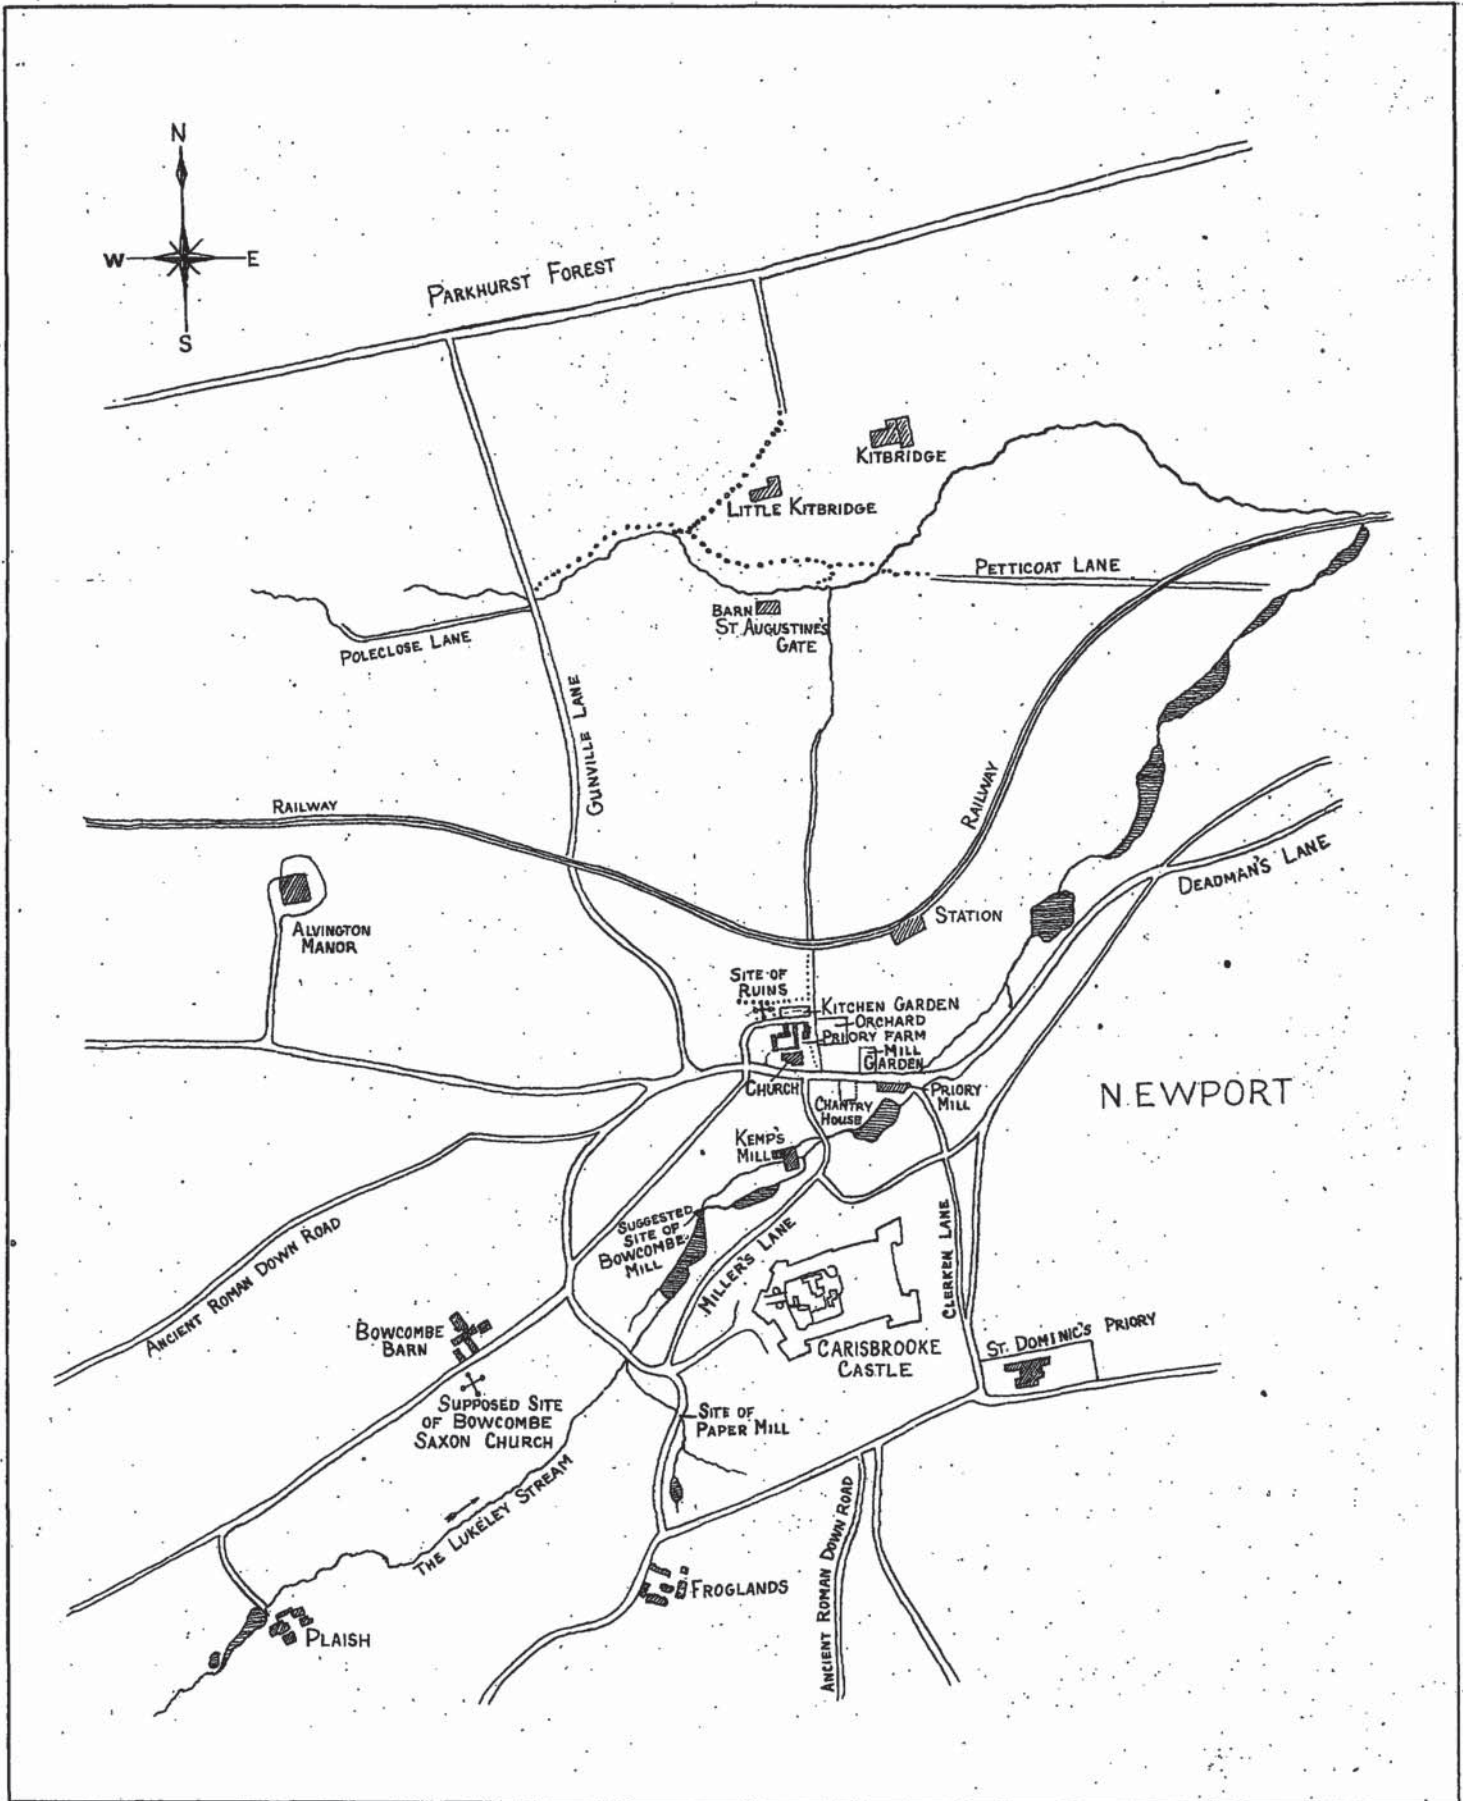 N
W E
S
PARKHURST FOREST
KITBRIDGE
LITTLE KITBRIDGE
PETTICOAT LANE
BARN
ST AUGUSTINE'S
GATE
POLECLOSE LANE
GUNVILLE LANE
RAILWAY
RAILWAY
DEADMAN'S LANE
ALVINGTON
MANOR
STATION
SITE OF
RUINS
KITCHEN GARDEN
ORCHARD
PRIORY FARM
MILL
GARDEN
CHURCH
CHANTRY
HOUSE
PRIORY
MILL
NEWPORT
KEMP'S
MILL
SUGGESTED
SITE OF
BOWCOMBE
MILL
MILLER'S LANE
CLERKEN LANE
ANCIENT ROMAN DOWN ROAD
BOWCOMBE
BARN
CARISBROOKE
CASTLE
ST. DOMINIC'S PRIORY
SUPPOSED SITE
OF BOWCOMBE
SAXON CHURCH
SITE OF
PAPER MILL
THE LUKELEY STREAM
ANCIENT ROMAN DOWN ROAD
FROGLANDS
PLAISH